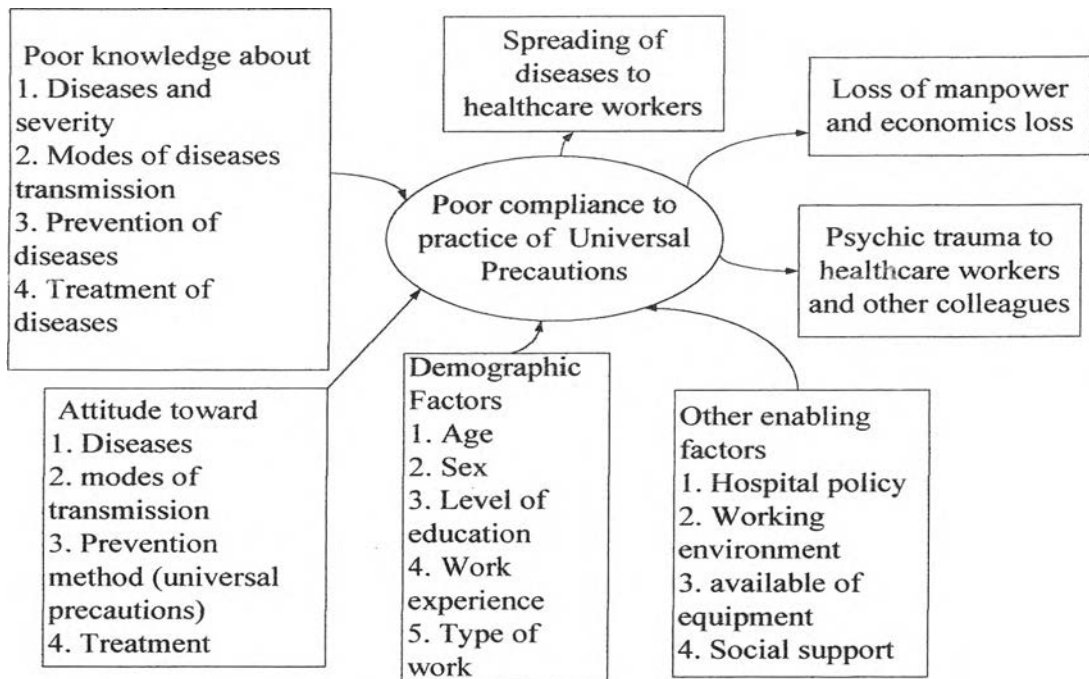 Poor knowledge about
1. Diseases and
severity
2. Modes of diseases
transmission
3. Prevention of
diseases
4. Treatment of
diseases
Spreading of
diseases to
healthcare workers
Loss of manpower
and economics loss
Poor compliance to
practice of Universal
Precautions
Psychic trauma to
healthcare workers
and other colleagues
Attitude toward
1. Diseases
2. modes of
transmission
3. Prevention
method (universal
precautions)
4. Treatment
Demographic
Factors
1. Age
2. Sex
3. Level of
education
4. Work
experience
5. Type of
work
Other enabling
factors
1. Hospital policy
2. Working
environment
3. available of
equipment
4. Social support